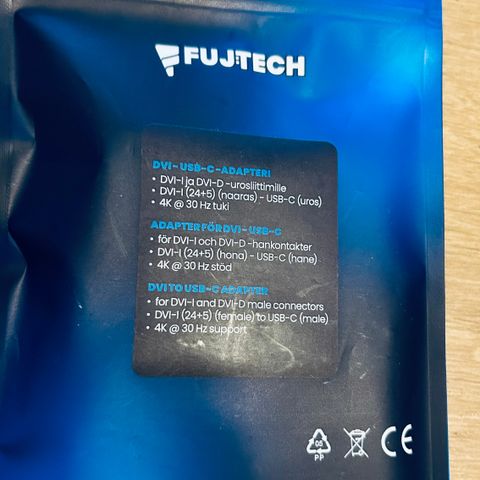 FUJ:TECH
DVI - USB-C -ADAPTERI
• DVI-I ja DVI-D -urosliittimille
• DVI-I (24+5) (naaras) - USB-C (uros)
• 4K @ 30 Hz tuki
ADAPTER FÖR DVI - USB-C
• för DVI-I och DVI-D -hankontakter
• DVI-I (24+5) (hona) - USB-C (hane)
• 4K @ 30 Hz stöd
DVI TO USB-C ADAPTER
• for DVI-I and DVI-D male connectors
• DVI-I (24+5) (female) to USB-C (male)
• 4K @ 30 Hz support
05
PP
CE